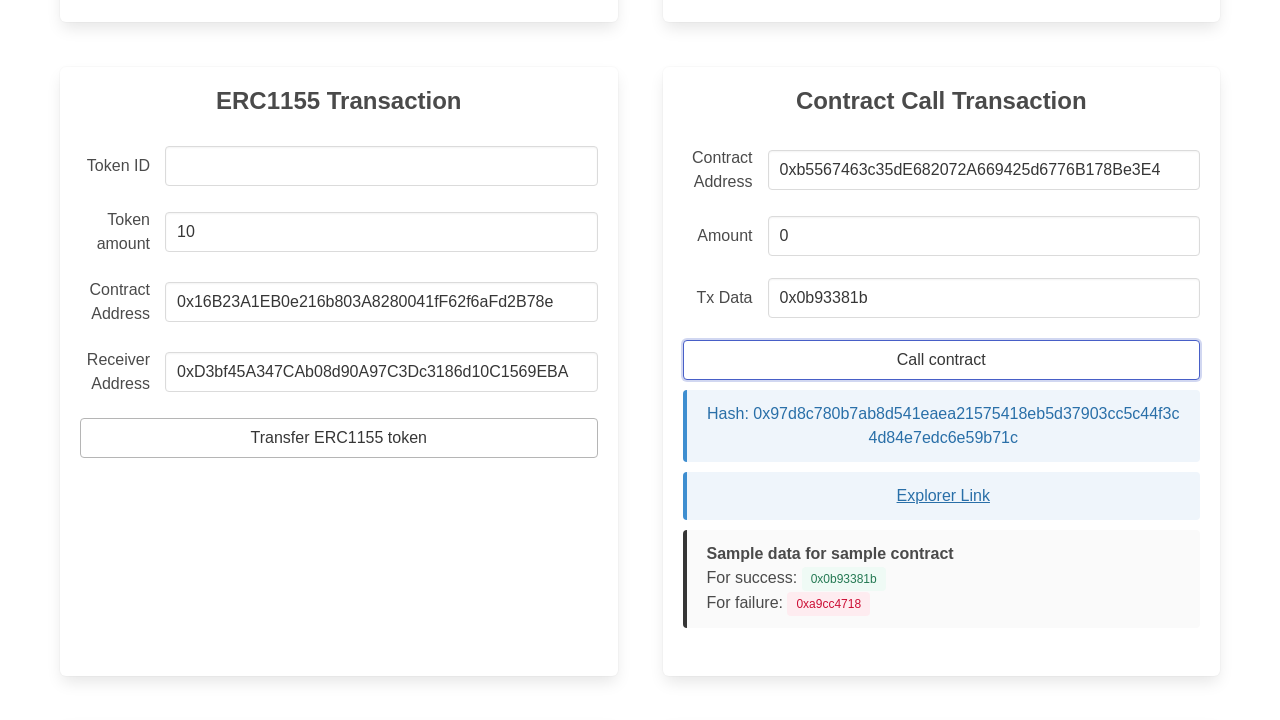 ERC1155 Transaction
Token ID
Token
amount
10
Contract
Address
0x16B23A1EB0e216b803A8280041fF62f6aFd2B78e
Receiver
Address
0xD3bf45A347CAb08d90A97C3Dc3186d10C1569EBA
Transfer ERC1155 token
Contract Call Transaction
Contract
Address
0xb5567463c35dE682072A669425d6776B178Be3E4
Amount
0
Tx Data
0x0b93381b
Call contract
Hash: 0x97d8c780b7ab8d541eaea21575418eb5d37903cc5c44f3c
4d84e7edc6e59b71c
Explorer Link
Sample data for sample contract
For success: 0x0b93381b
For failure: 0xa9cc4718